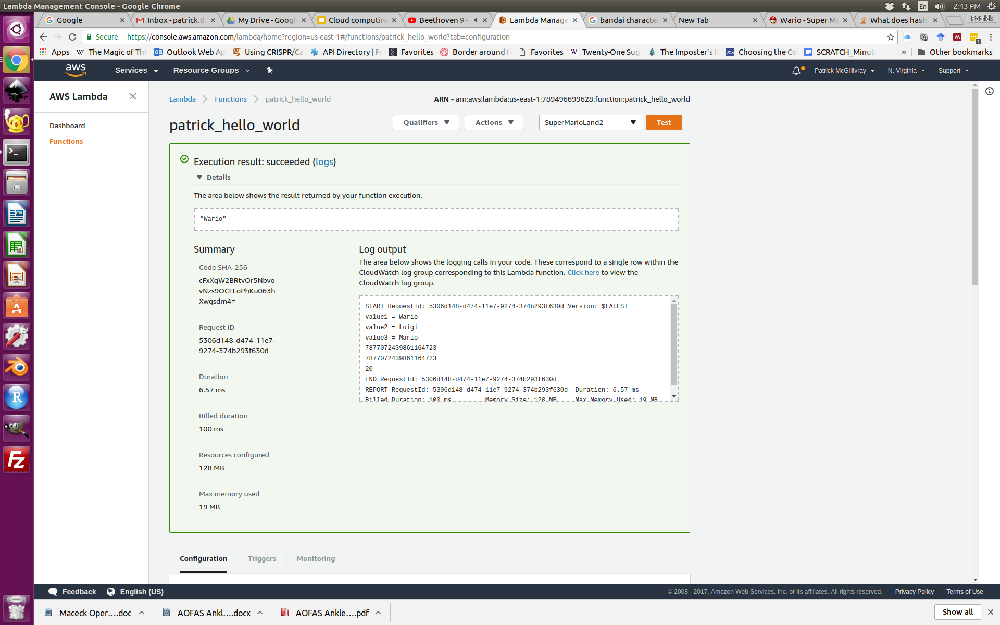 Lambda Management Console - Google Chrome
En 2:43 PM
Google
Inbox - patrick.d
My Drive - Googl
Cloud computin
Beethoven 9 -
Lambda Manage
bandai characte
New Tab
Wario - Super Ma
What does hash
Patrick
Secure https://console.aws.amazon.com/lambda/home?region=us-east-1#/functions/patrick_hello_world?tab=configuration
Apps
The Magic of Thi
Outlook Web Ap
Using CRISPR/Ca
API Directory | Pr
Favorites
Border around f
Favorites
Twenty-One Sug
The Imposter's H
Choosing the Co
SCRATCH_Minut
» Other bookmarks
aws
Services
Resource Groups
Patrick McGillivray
N. Virginia
Support
AWS Lambda
Dashboard
Functions
Lambda Functions patrick_hello_world
ARN - arn:aws:lambda:us-east-1:789496699628:function:patrick_hello_world
patrick_hello_world
Qualifiers
Actions
SuperMarioLand2
Test
Execution result: succeeded (logs)
Details
The area below shows the result returned by your function execution.
"Wario"
Summary
Code SHA-256
cFxXqW2BRtvOr5Nbvo
vNzs9OCFLoPhKu063h
Xwqsdm4=
Request ID
5306d148-d474-11e7-
9274-374b293f630d
Duration
6.57 ms
Billed duration
100 ms
Resources configured
128 MB
Max memory used
19 MB
Log output
The area below shows the logging calls in your code. These correspond to a single row within the
CloudWatch log group corresponding to this Lambda function. Click here to view the
CloudWatch log group.
START RequestId: 5306d148-d474-11e7-9274-374b293f630d Version: $LATEST
value1 = Wario
value2 = Luigi
value3 = Mario
7877072439861164723
7877072439861164723
20
END RequestId: 5306d148-d474-11e7-9274-374b293f630d
REPORT RequestId: 5306d148-d474-11e7-9274-374b293f630d Duration: 6.57 ms
Billed Duration: 100 ms Memory Size: 128 MB Max Memory Used: 19 MB
Configuration
Triggers
Monitoring
Feedback
English (US)
© 2008 - 2017, Amazon Web Services, Inc. or its affiliates. All rights reserved.
Privacy Policy
Terms of Use
Maceck Oper....doc
AOFAS Ankl....docx
AOFAS Ankle....pdf
Show all